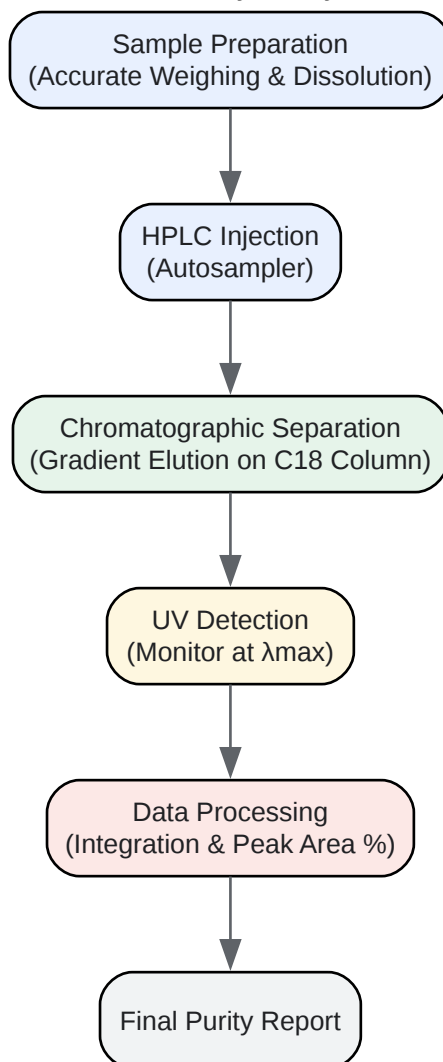 Sample Preparation
(Accurate Weighing & Dissolution)
HPLC Injection
(Autosampler)
Chromatographic Separation
(Gradient Elution on C18 Column)
UV Detection
(Monitor at λmax)
Data Processing
(Integration & Peak Area %)
Final Purity Report